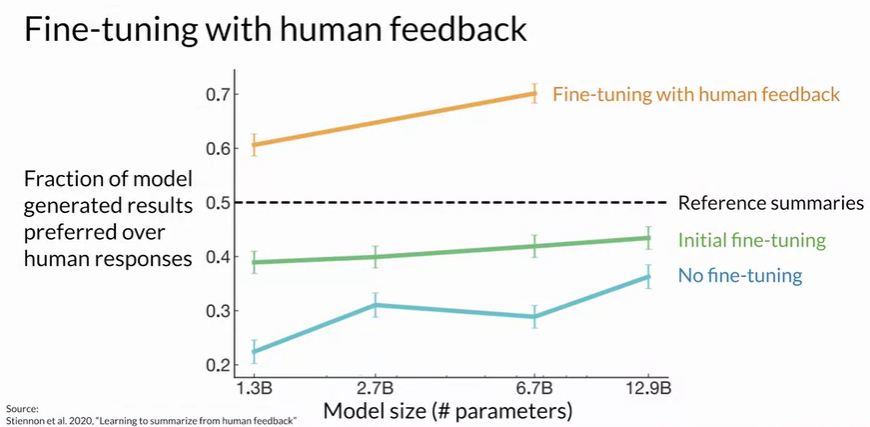 Fine-tuning with human feedback
0.7
Fine-tuning with human feedback
0.6
Fraction of model
generated results
preferred over
human responses
0.5
Reference summaries
0.4
Initial fine-tuning
No fine-tuning
0.3
0.2
1.3B 2.7B 6.7B 12.9B
Model size (# parameters)
Source:
Stiennon et al. 2020, “Learning to summarize from human feedback”